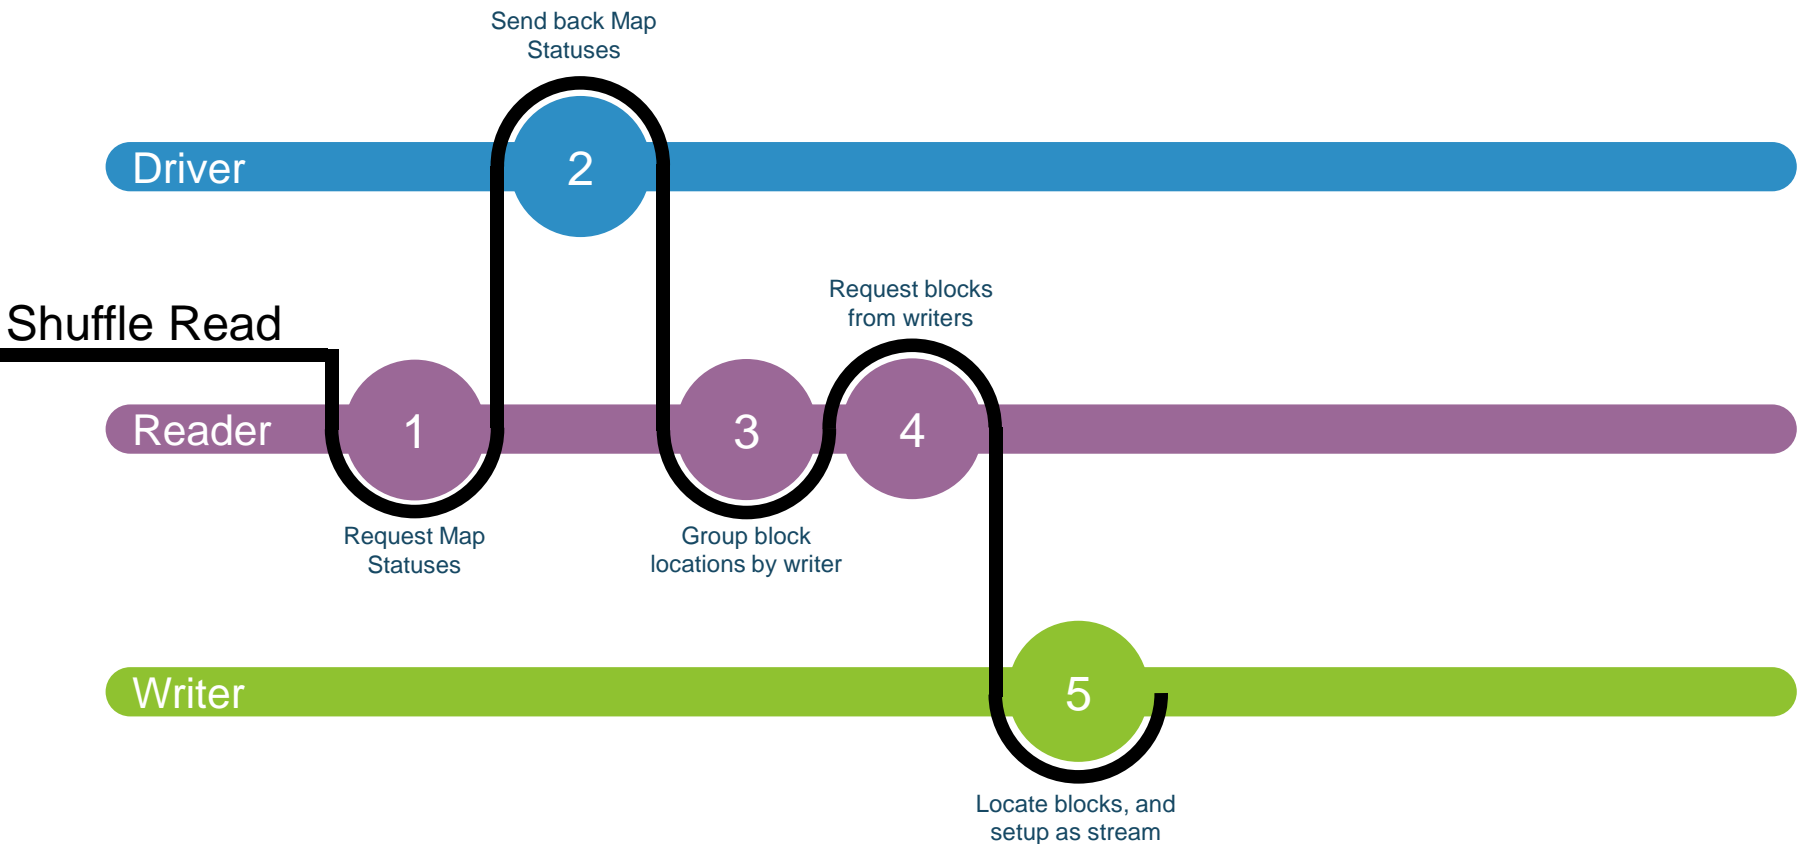 Send back Map
Statuses
Driver
2
Request blocks
from writers
Shuffle Read
Reader
1
3
4
Request Map
Statuses
Group block
locations by writer
Writer
5
Locate blocks, and
setup as stream